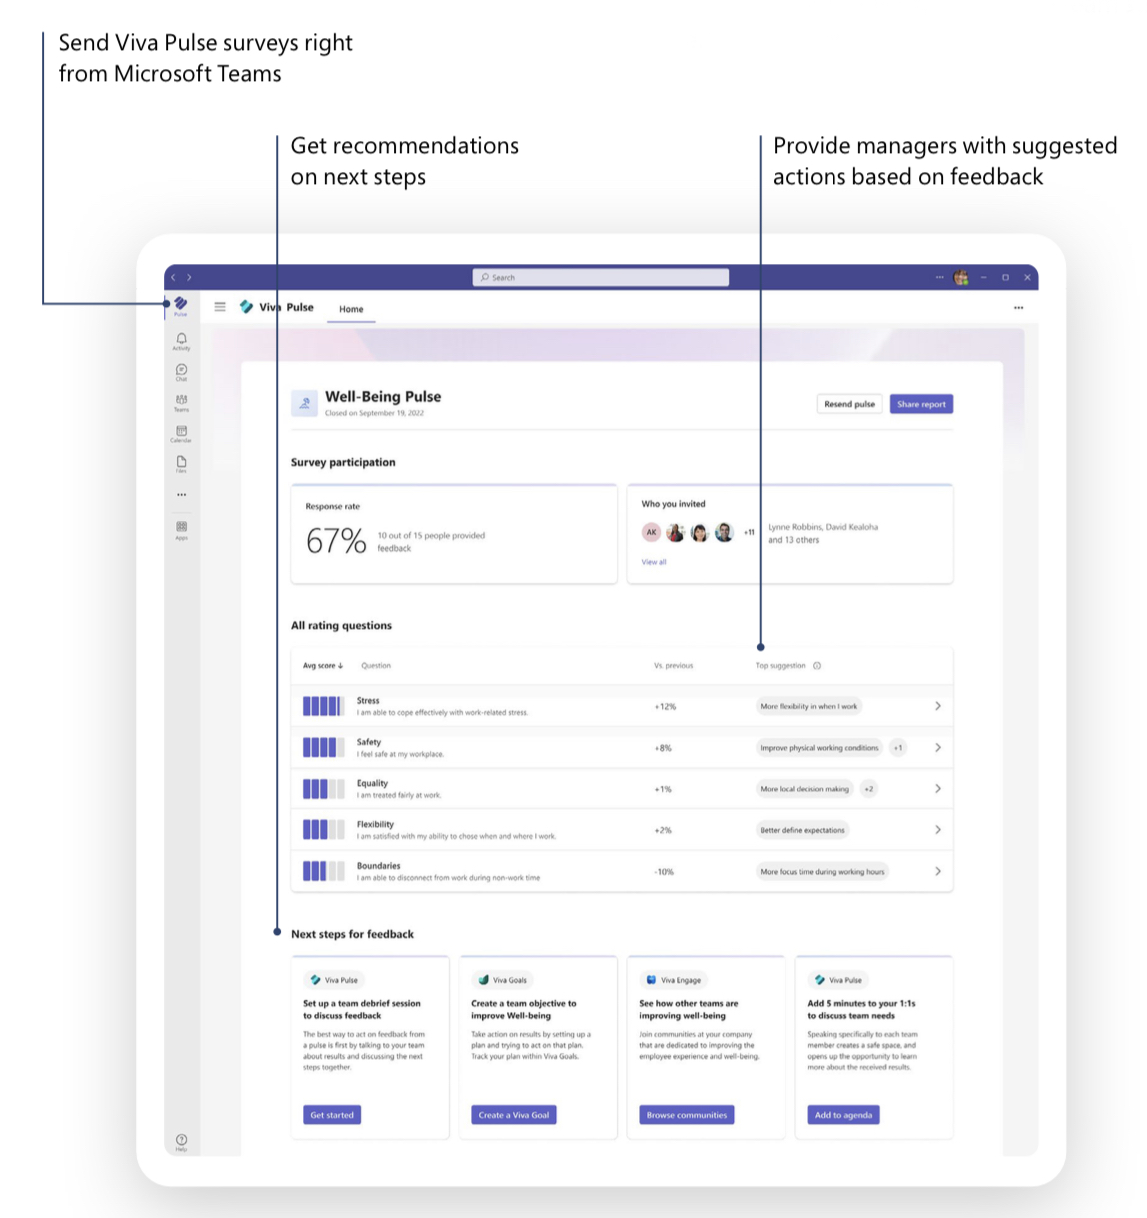 Send Viva Pulse surveys right
from Microsoft Teams
Get recommendations
on next steps
Provide managers with suggested
actions based on feedback
Search
Pulse
Viva Pulse
Home
Activity
Chat
Teams
Calendar
Files
Apps
Well-Being Pulse
Closed on September 19, 2022
Resend pulse
Share report
Survey participation
Response rate
67%
10 out of 15 people provided
feedback
Who you invited
AK
+11
Lynne Robbins, David Kealoha
and 13 others
View all
All rating questions
Avg score ↓
Question
Vs. previous
Top suggestion
Stress
I am able to cope effectively with work-related stress.
+12%
More flexibility in when I work
Safety
I feel safe at my workplace.
+8%
Improve physical working conditions
+1
Equality
I am treated fairly at work.
+1%
More local decision making
+2
Flexibility
I am satisfied with my ability to chose when and where I work.
+2%
Better define expectations
Boundaries
I am able to disconnect from work during non-work time
-10%
More focus time during working hours
Next steps for feedback
Viva Pulse
Set up a team debrief session
to discuss feedback
The best way to act on feedback from
a pulse is first by talking to your team
about results and discussing the next
steps together.
Get started
Viva Goals
Create a team objective to
improve Well-being
Take action on results by setting up a
plan and trying to act on that plan.
Track your plan within Viva Goals.
Create a Viva Goal
Viva Engage
See how other teams are
improving well-being
Join communities at your company
that are dedicated to improving the
employee experience and well-being.
Browse communities
Viva Pulse
Add 5 minutes to your 1:1s
to discuss team needs
Speaking specifically to each team
member creates a safe space, and
opens up the opportunity to learn
more about the received results.
Add to agenda
Help